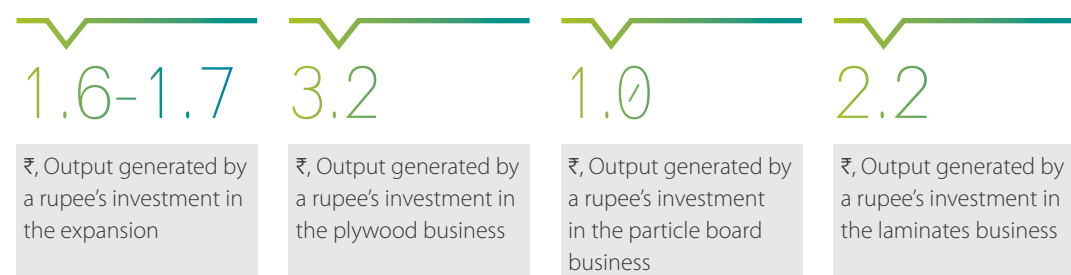 1.6-1.7
₹, Output generated by
a rupee’s investment in
the expansion
3.2
₹, Output generated by
a rupee’s investment in
the plywood business
1.0
₹, Output generated by
a rupee’s investment
in the particle board
business
2.2
₹, Output generated by
a rupee’s investment in
the laminates business